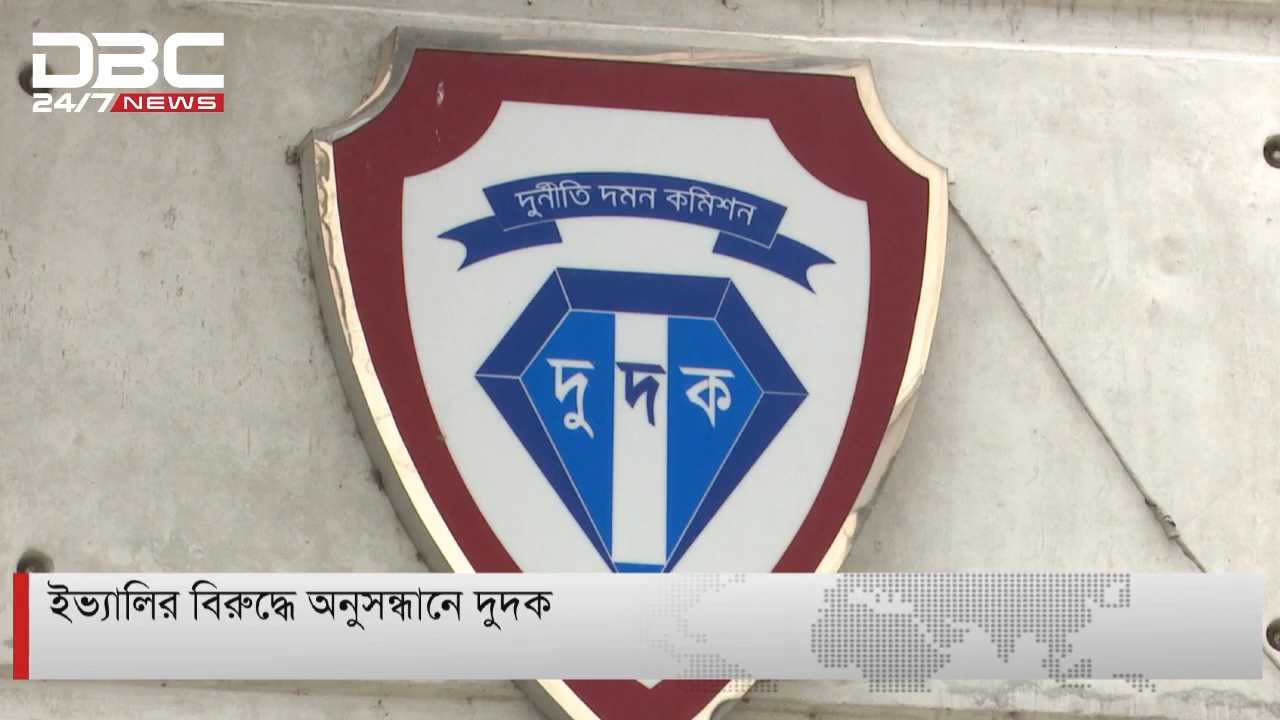 DBC
24/7 NEWS
দুর্নীতি দমন কমিশন
দুদক
ইভ্যালির বিরুদ্ধে অনুসন্ধানে দুদক